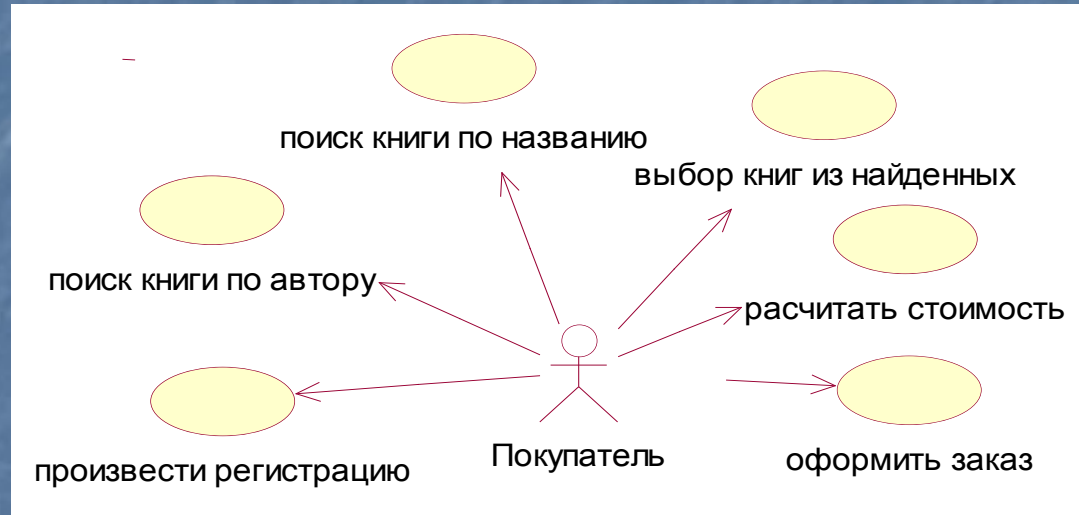 поиск книги по названию
выбор книг из найденных
поиск книги по автору
расчитать стоимость
Покупатель
оформить заказ
произвести регистрацию